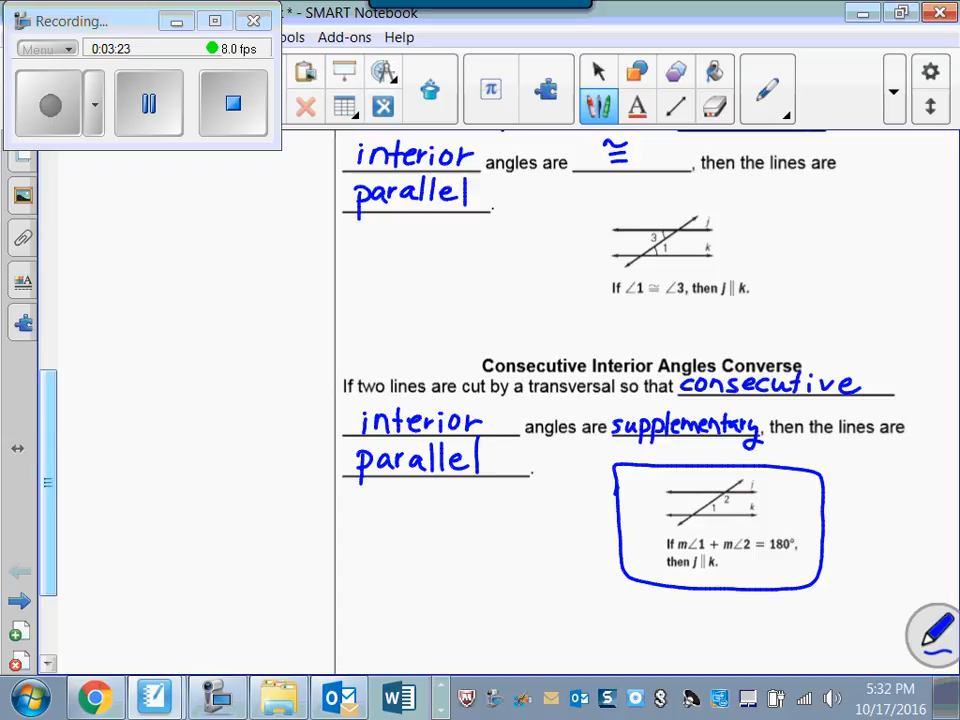 Recording...
* - SMART Notebook
Menu
0:03:23
8.0 fps
ols Add-ons Help
π
A
interior angles are ≅, then the lines are
parallel.
j
3
1
k
If ∠1 ≅ ∠3, then j ∥ k.
Consecutive Interior Angles Converse
If two lines are cut by a transversal so that consecutive
interior angles are supplementary, then the lines are
parallel.
j
2
1
k
If m∠1 + m∠2 = 180°,
then j ∥ k.
5:32 PM
10/17/2016